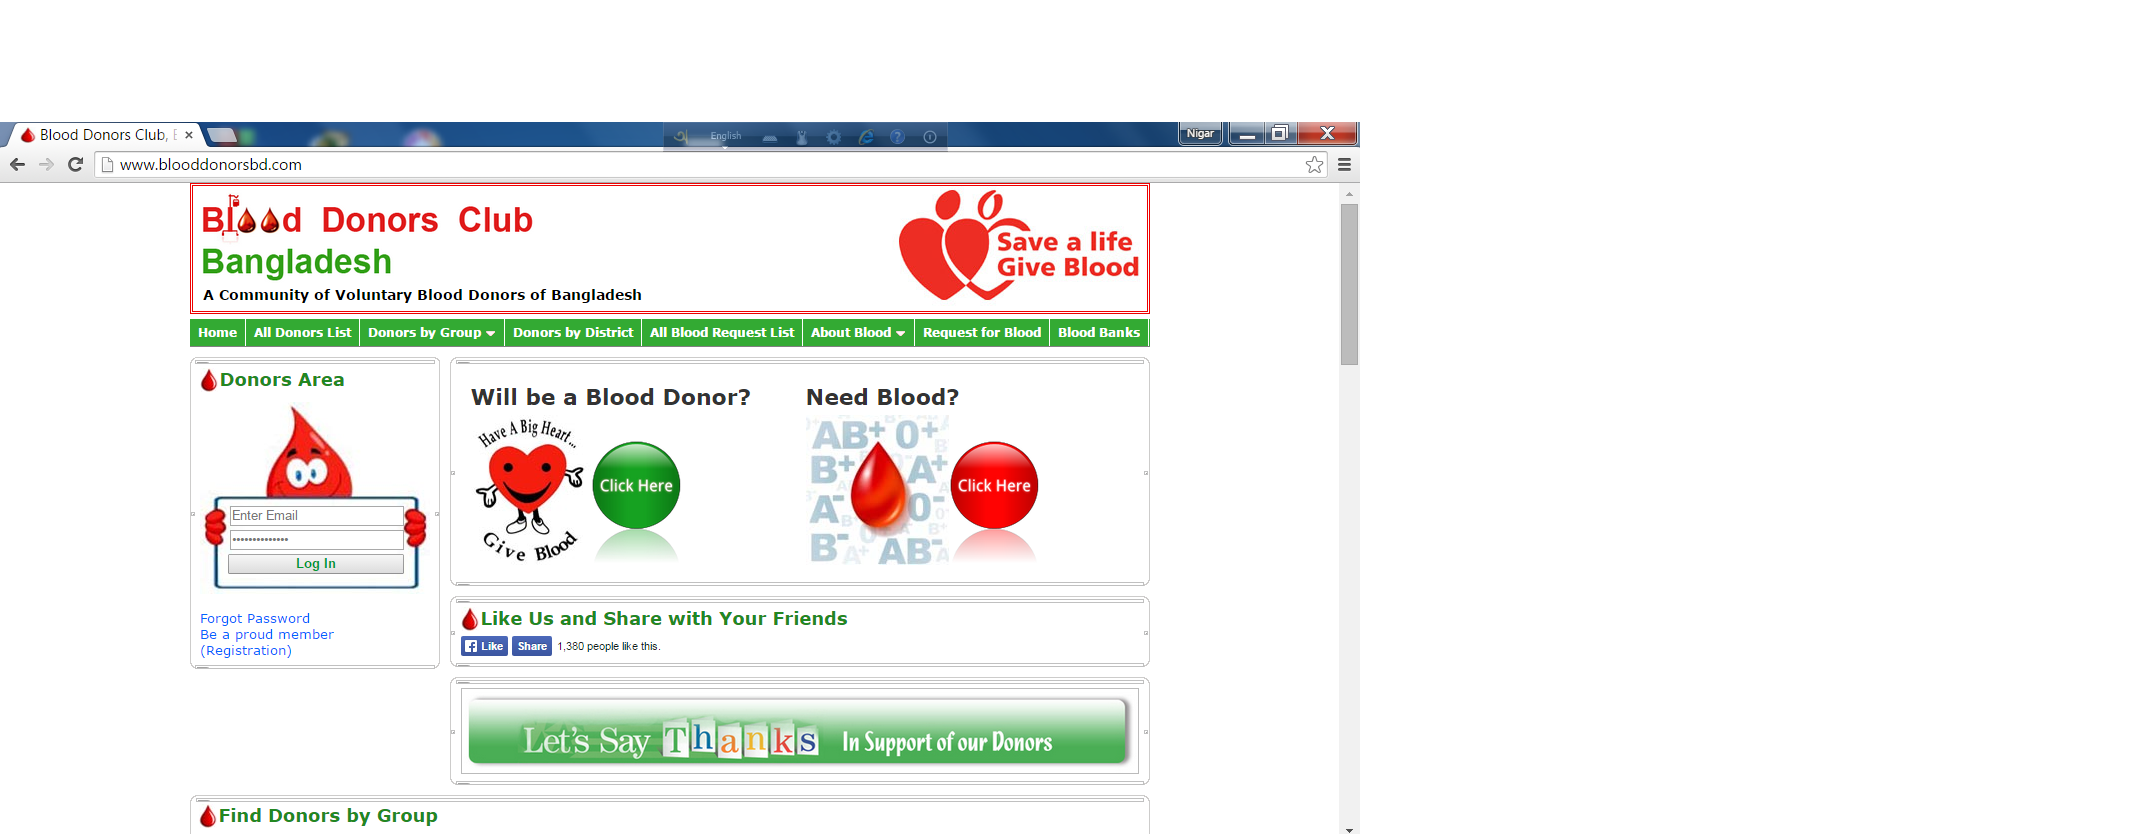 Blood Donors Club, B
English
Nigar
www.blooddonorsbd.com
Blood Donors Club
Bangladesh
A Community of Voluntary Blood Donors of Bangladesh
Save a life
Give Blood
Home All Donors List Donors by Group Donors by District All Blood Request List About Blood Request for Blood Blood Banks
Donors Area
Enter Email
••••••••••••••
Log In
Forgot Password
Be a proud member
(Registration)
Will be a Blood Donor?
Have A Big Heart...
Give Blood
Click Here
Need Blood?
AB+ O+
B+ A+
A- O-
B- A+ AB-
Click Here
Like Us and Share with Your Friends
Like Share 1,380 people like this.
Let's Say Thanks In Support of our Donors
Find Donors by Group